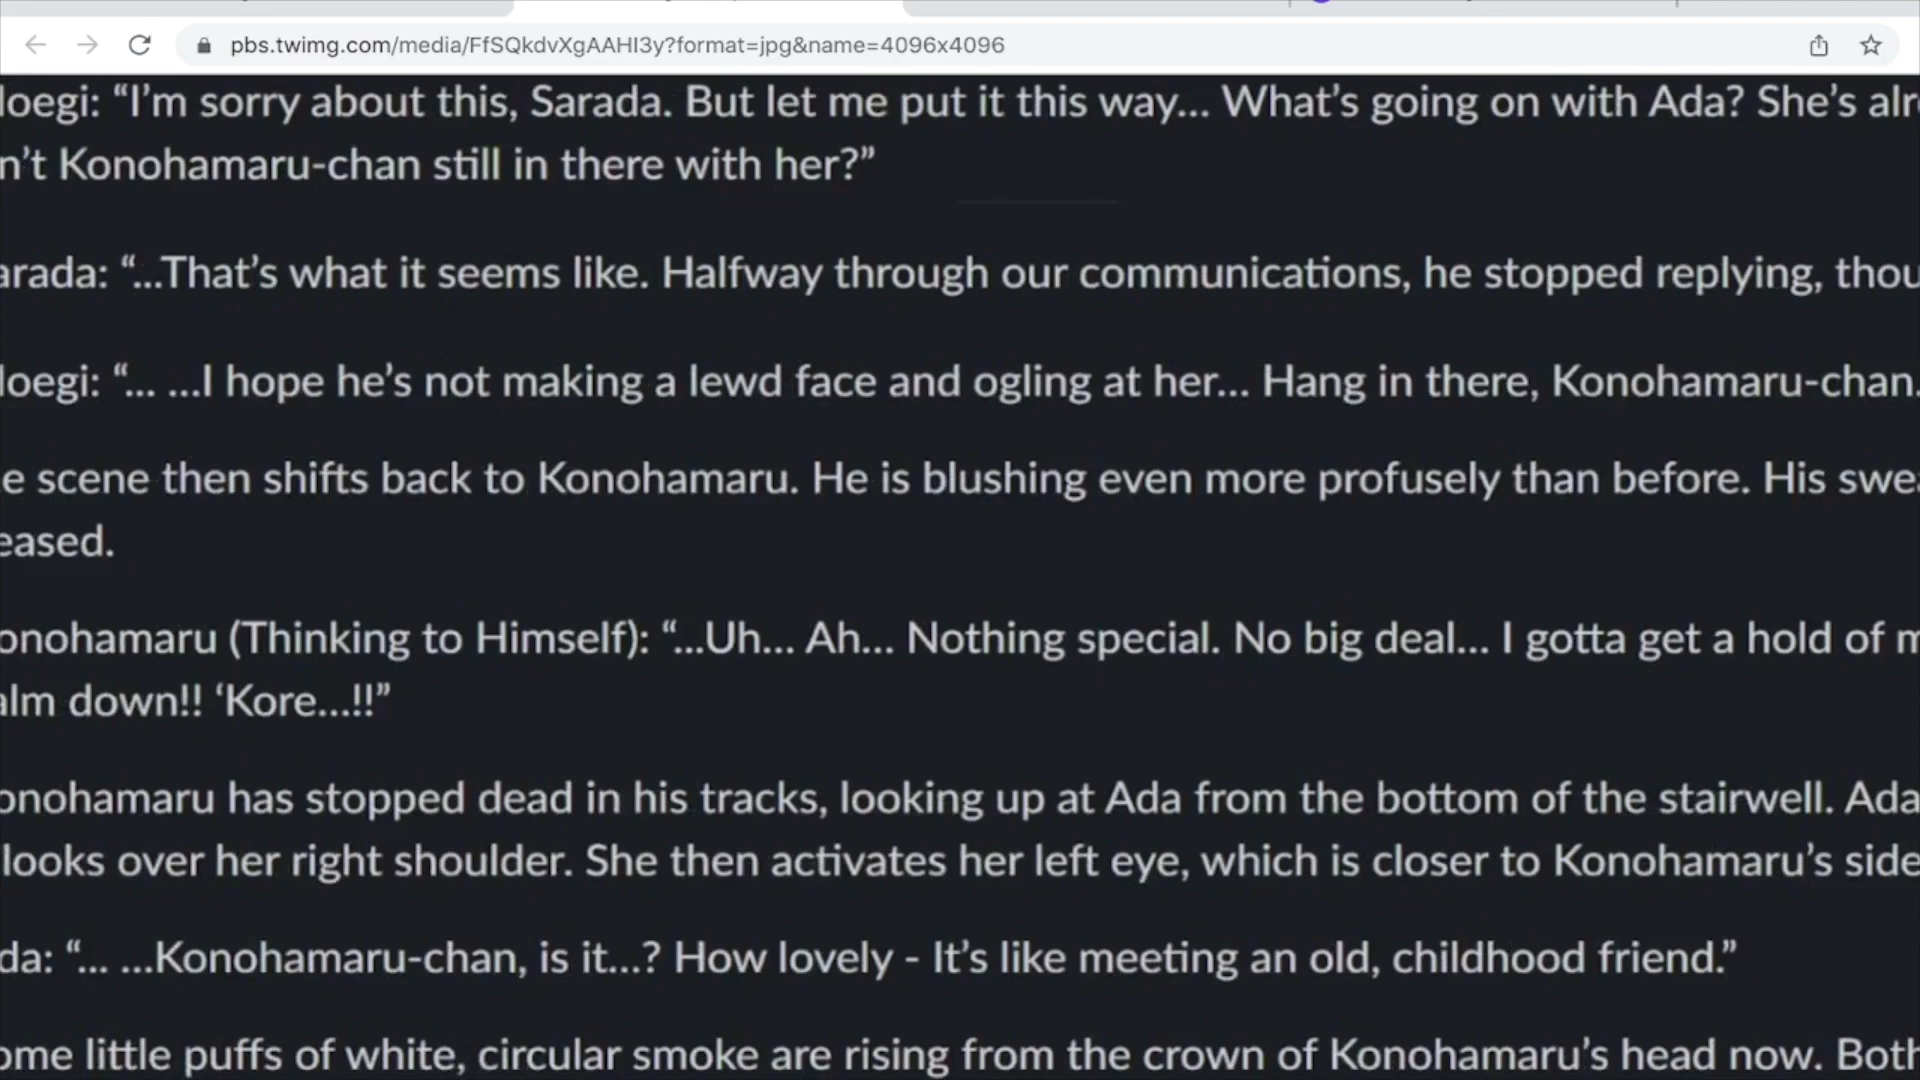 pbs.twimg.com/media/FfSQkdvXgAAHI3y?format=jpg&name=4096x4096
loegi: “I’m sorry about this, Sarada. But let me put it this way... What’s going on with Ada? She’s alr
n’t Konohamaru-chan still in there with her?”
arada: “...That’s what it seems like. Halfway through our communications, he stopped replying, thou
loegi: “... ...I hope he’s not making a lewd face and ogling at her... Hang in there, Konohamaru-chan.
e scene then shifts back to Konohamaru. He is blushing even more profusely than before. His swe
eased.
onohamaru (Thinking to Himself): “...Uh... Ah... Nothing special. No big deal... I gotta get a hold of m
alm down!! ‘Kore...!!”
onohamaru has stopped dead in his tracks, looking up at Ada from the bottom of the stairwell. Ada
looks over her right shoulder. She then activates her left eye, which is closer to Konohamaru’s side
da: “... ...Konohamaru-chan, is it...? How lovely - It’s like meeting an old, childhood friend.”
ome little puffs of white, circular smoke are rising from the crown of Konohamaru’s head now. Both